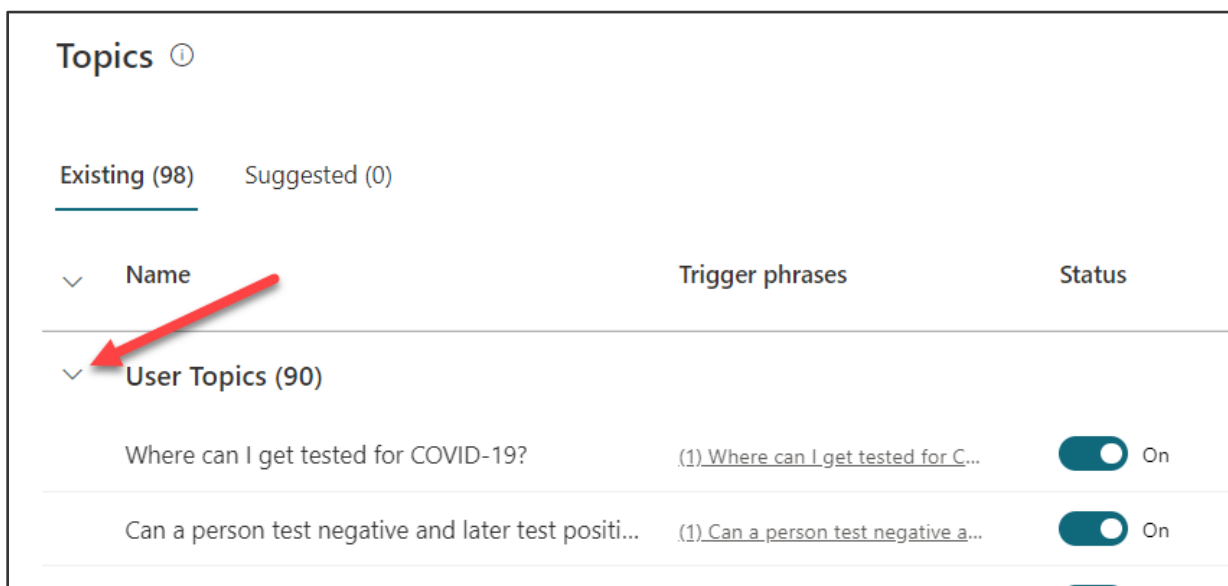 Topics
Existing (98) Suggested (0)
Name Trigger phrases Status
User Topics (90)
Where can I get tested for COVID-19? (1) Where can I get tested for C... On
Can a person test negative and later test positi... (1) Can a person test negative a... On